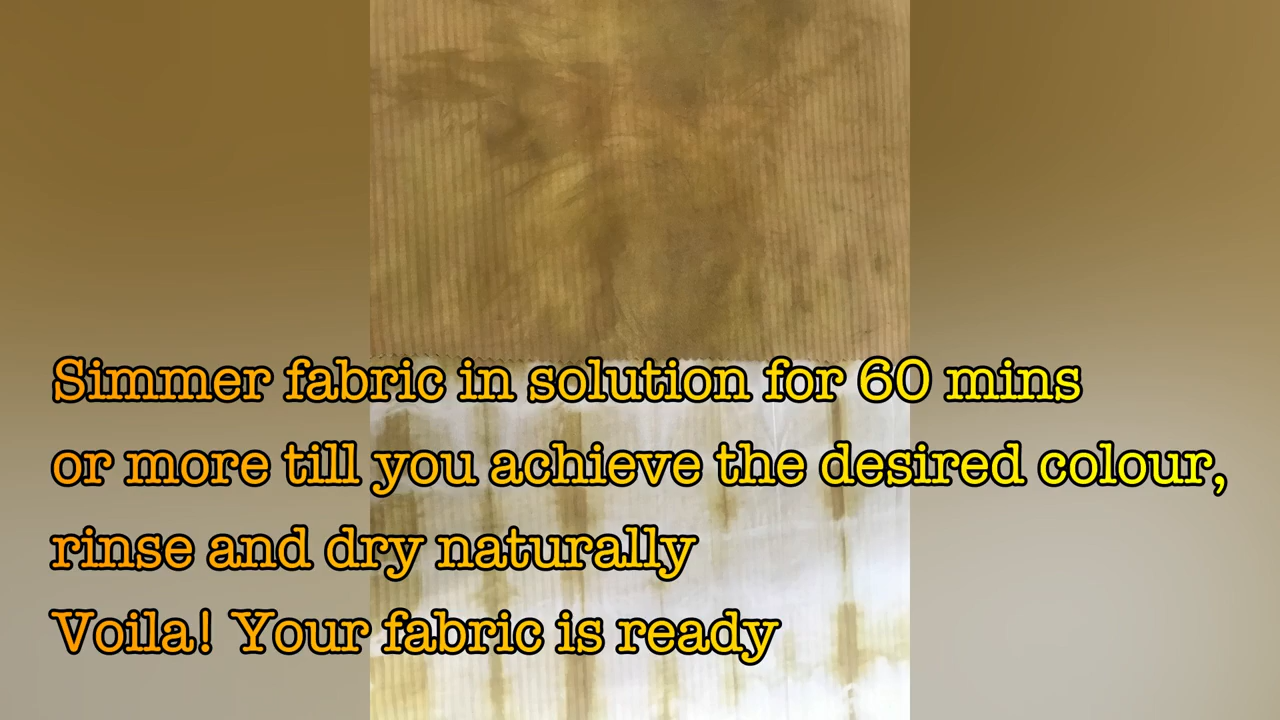 Simmer fabric in solution for 60 mins
or more till you achieve the desired colour,
rinse and dry naturally
Voila! Your fabric is ready